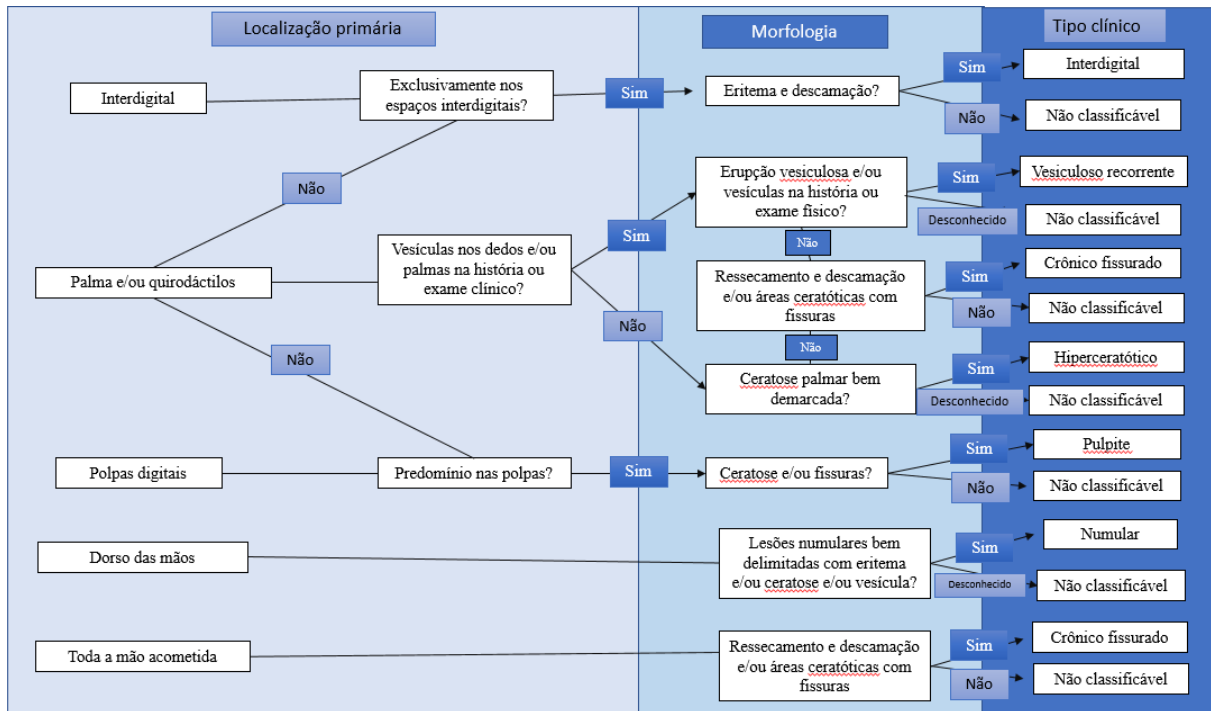 Localização primária
Morfologia
Tipo clínico
Interdigital
Exclusivamente nos
espaços interdigitais?
Sim
Eritema e descamação?
Sim
Interdigital
Não
Não classificável
Não
Palma e/ou quirodáctilos
Vesículas nos dedos e/ou
palmas na história ou
exame clínico?
Sim
Erupção vesiculosa e/ou
vesículas na história ou
exame físico?
Sim
Vesiculoso recorrente
Desconhecido
Não classificável
Não
Ressecamento e descamação
e/ou áreas ceratóticas com
fissuras
Sim
Crônico fissurado
Não
Não classificável
Não
Não
Ceratose palmar bem
demarcada?
Sim
Hiperceratótico
Desconhecido
Não classificável
Não
Polpas digitais
Predomínio nas polpas?
Sim
Ceratose e/ou fissuras?
Sim
Pulpite
Não
Não classificável
Dorso das mãos
Lesões numulares bem
delimitadas com eritema
e/ou ceratose e/ou vesícula?
Sim
Numular
Desconhecido
Não classificável
Toda a mão acometida
Ressecamento e descamação
e/ou áreas ceratóticas com
fissuras
Sim
Crônico fissurado
Não
Não classificável